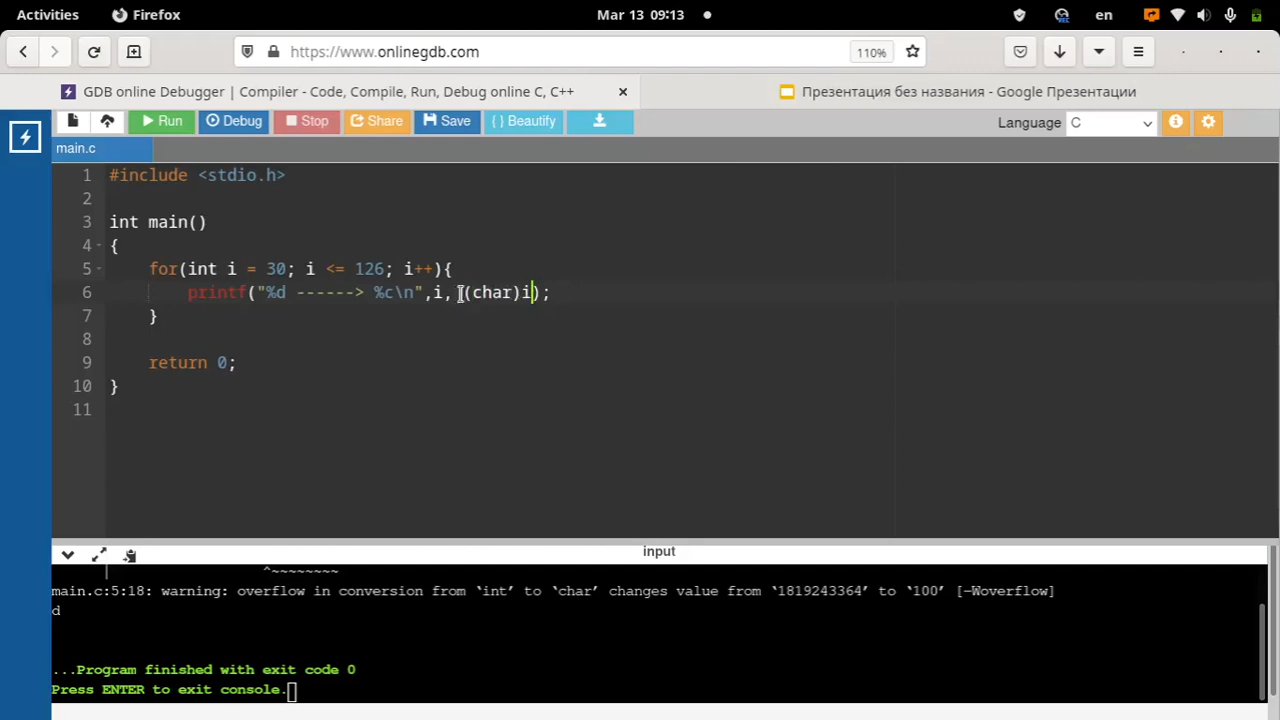 Activities Firefox Mar 13 09:13 en
https://www.onlinegdb.com 110%
GDB online Debugger | Compiler - Code, Compile, Run, Debug online C, C++ Презентация без названия - Google Презентации
Run Debug Stop Share Save { } Beautify Language C
main.c
1 #include <stdio.h>
2
3 int main()
4 {
5 for(int i = 30; i <= 126; i++){
6 printf("%d ------> %c\n",i, (char)i);
7 }
8
9 return 0;
10 }
11
input
| ^~~~~~~~~
main.c:5:18: warning: overflow in conversion from ‘int’ to ‘char’ changes value from ‘1819243364’ to ‘100’ [-Woverflow]
d
...Program finished with exit code 0
Press ENTER to exit console.